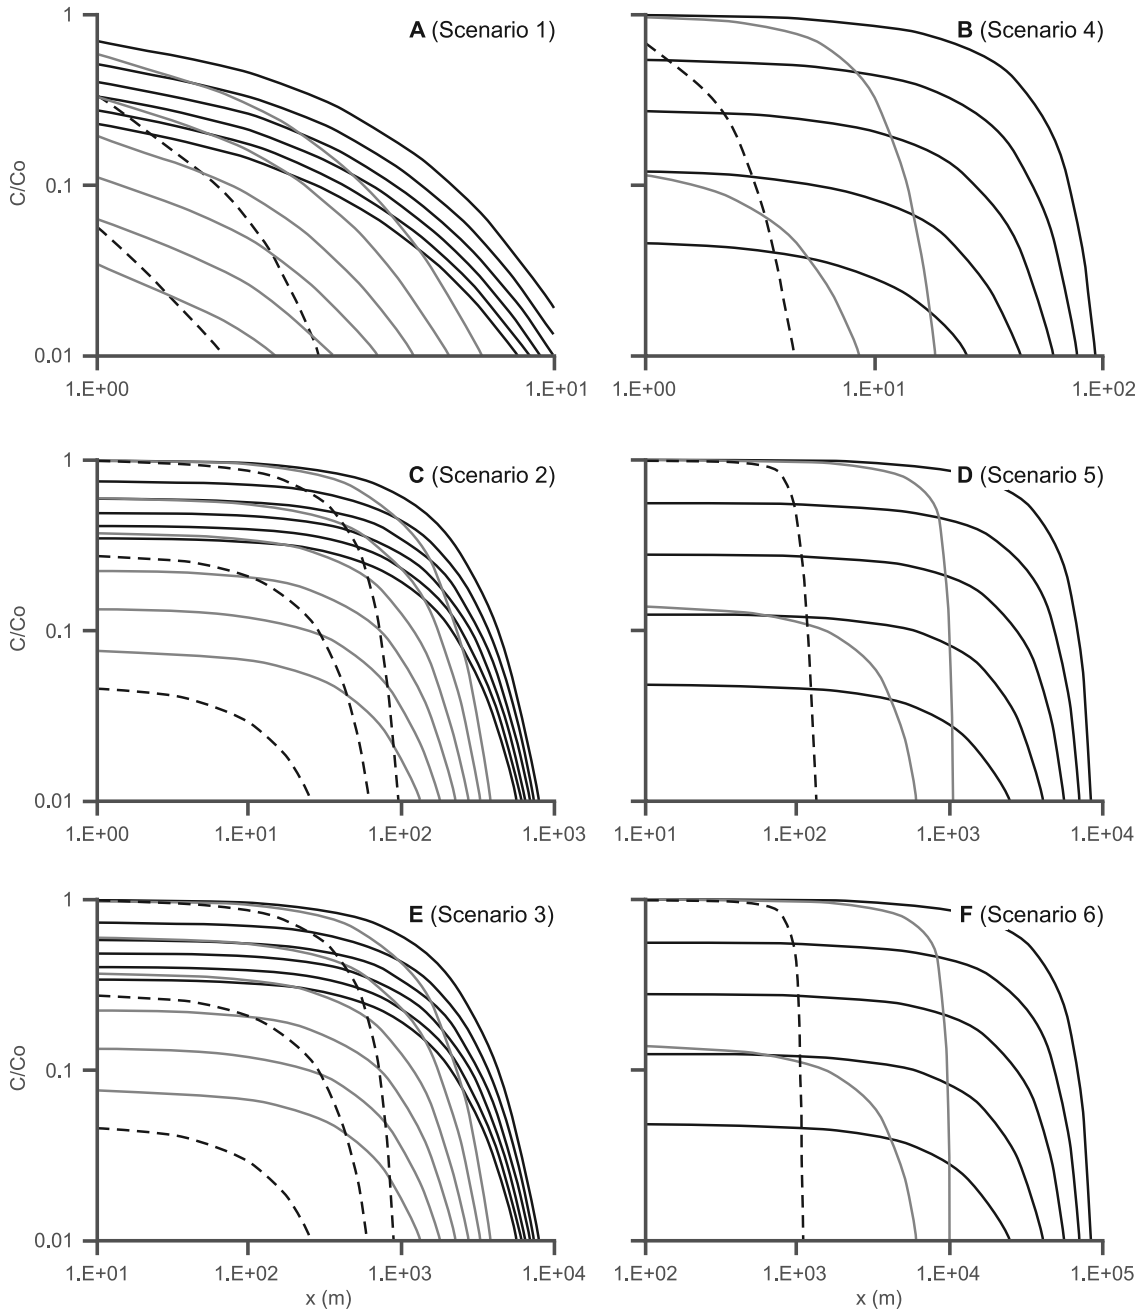 A (Scenario 1)
B (Scenario 4)
1
0.1
0.01
C/Co
1.E+00
1.E+01
1.E+00
1.E+01
1.E+02
C (Scenario 2)
D (Scenario 5)
1
0.1
0.01
C/Co
1.E+00
1.E+01
1.E+02
1.E+03
1.E+01
1.E+02
1.E+03
1.E+04
E (Scenario 3)
F (Scenario 6)
1
0.1
0.01
C/Co
1.E+01
1.E+02
1.E+03
1.E+04
1.E+02
1.E+03
1.E+04
1.E+05
x (m)
x (m)